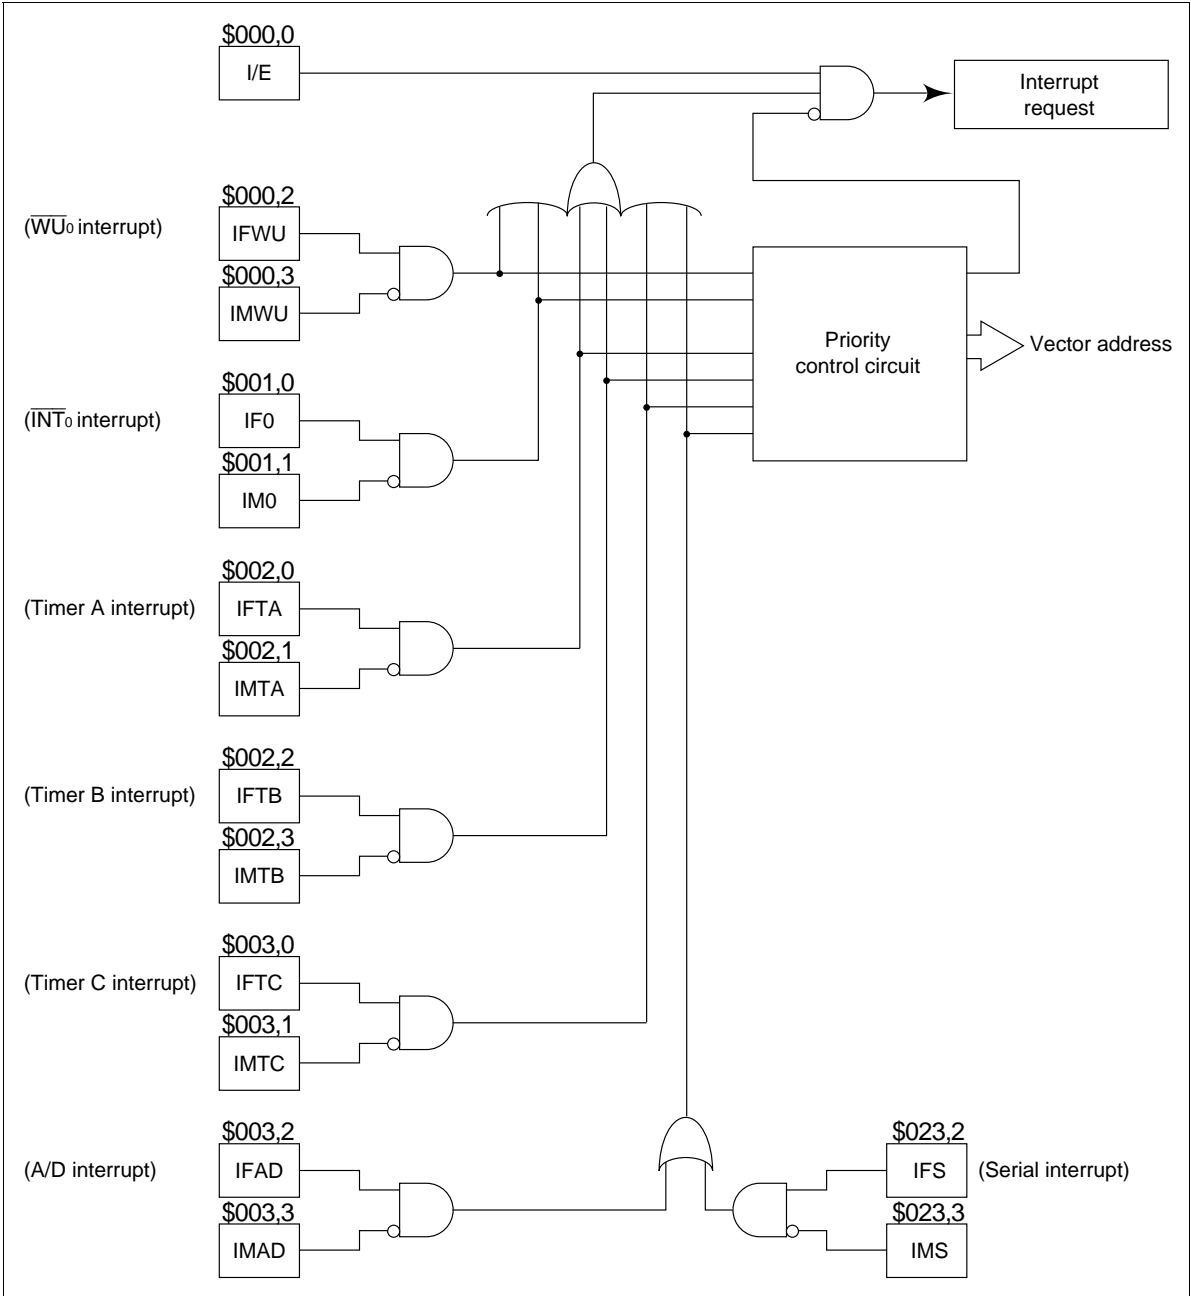 $000,0
I/E
Interrupt
request
$000,2
(WU0 interrupt)
IFWU
$000,3
IMWU
Priority
control circuit
Vector address
$001,0
(INT0 interrupt)
IF0
$001,1
IM0
$002,0
(Timer A interrupt)
IFTA
$002,1
IMTA
$002,2
(Timer B interrupt)
IFTB
$002,3
IMTB
$003,0
(Timer C interrupt)
IFTC
$003,1
IMTC
$003,2
(A/D interrupt)
IFAD
$003,3
IMAD
$023,2
IFS
(Serial interrupt)
$023,3
IMS